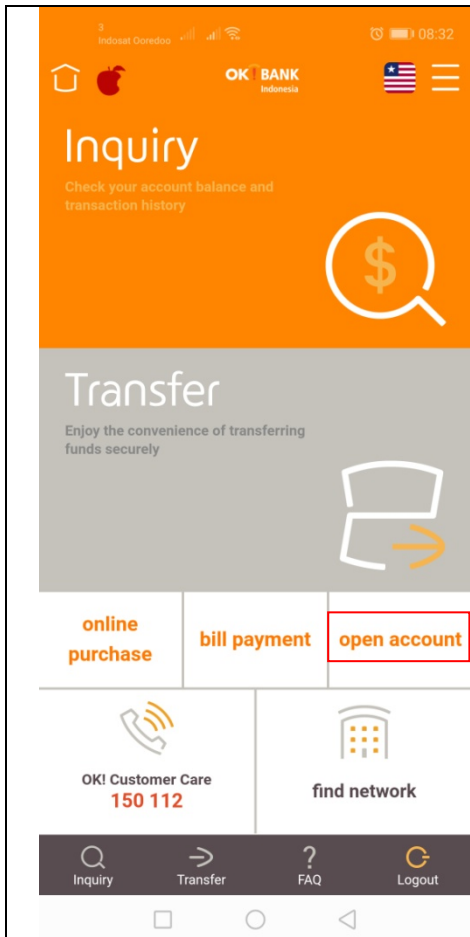 3
Indosat Ooredoo
08:32
OK! BANK
Indonesia
Inquiry
Check your account balance and
transaction history
$
Transfer
Enjoy the convenience of transferring
funds securely
online
purchase
bill payment
open account
OK! Customer Care
150 112
find network
?
Inquiry
Transfer
FAQ
Logout